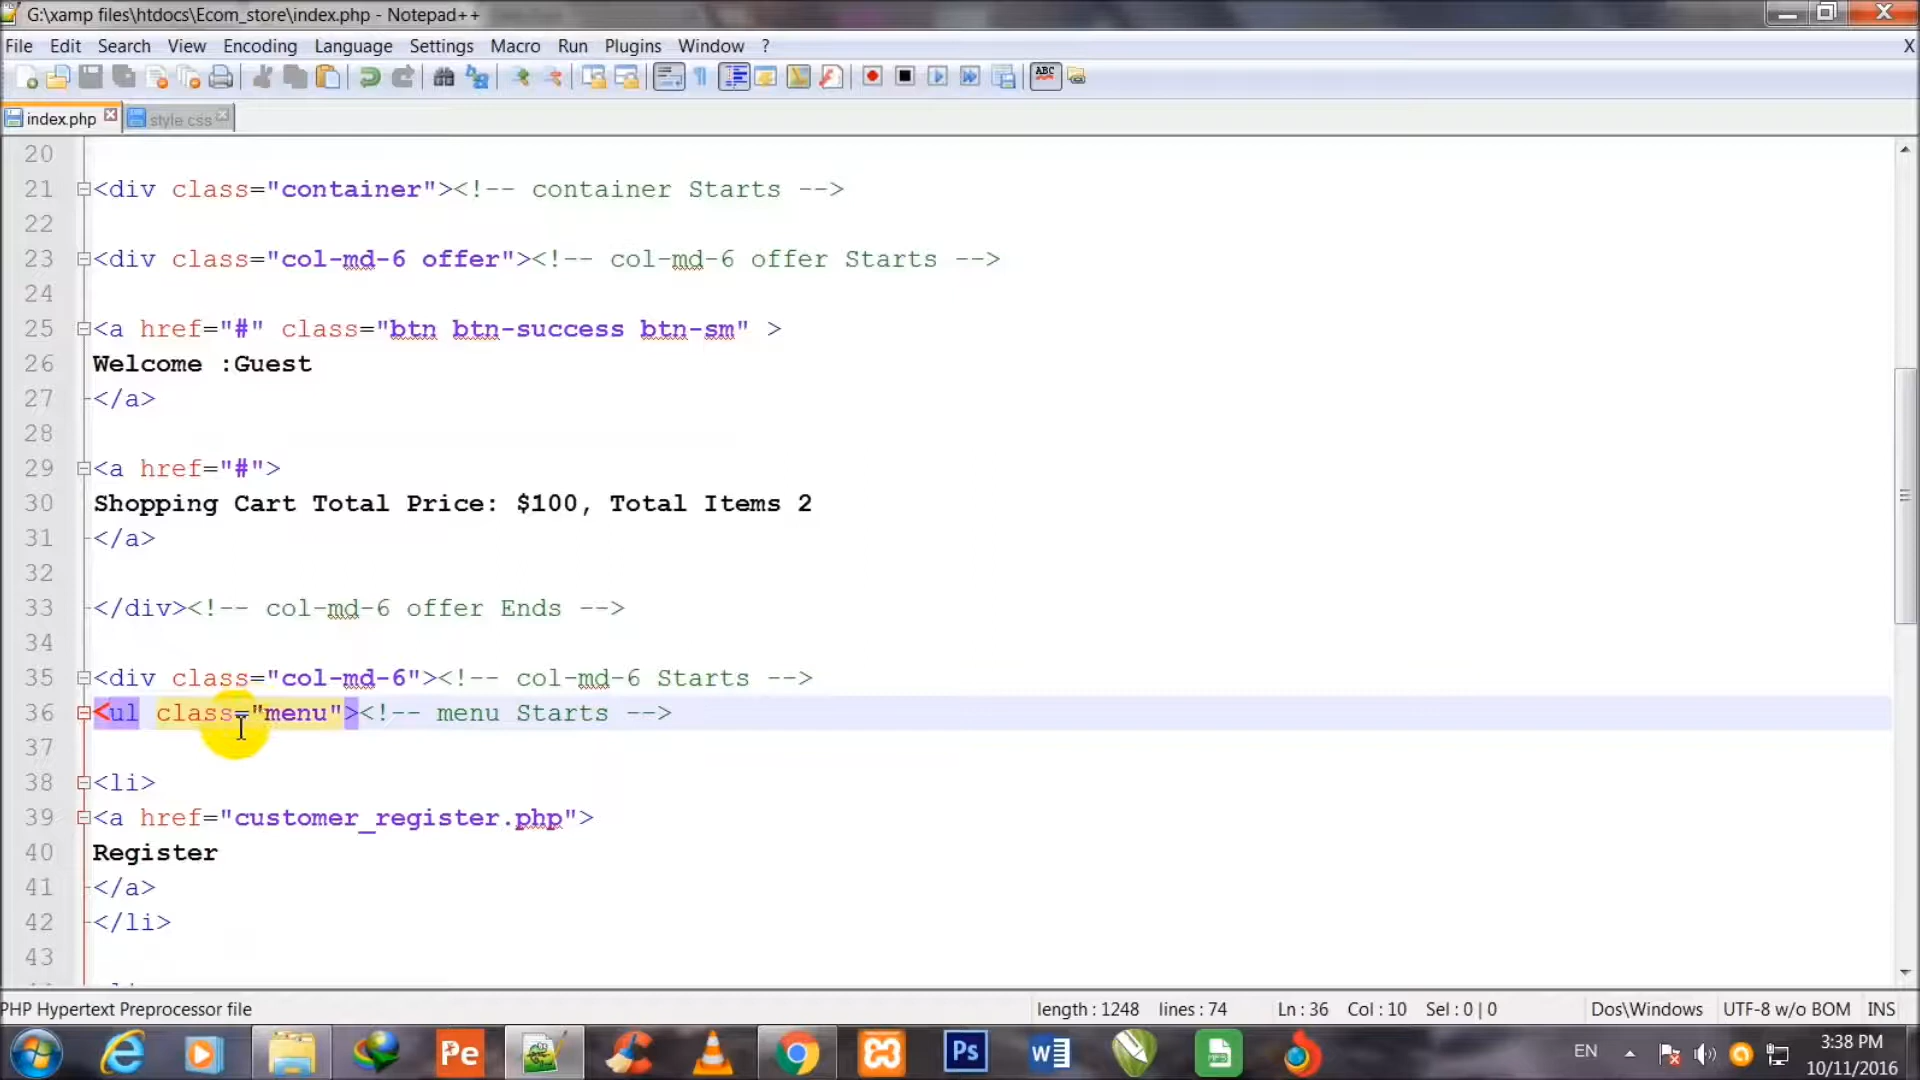 G:\xamp files\htdocs\Ecom_store\index.php - Notepad++
File Edit Search View Encoding Language Settings Macro Run Plugins Window ? X
ABC
index.php style.css
20
21 <div class="container"><!-- container Starts -->
22
23 <div class="col-md-6 offer"><!-- col-md-6 offer Starts -->
24
25 <a href="#" class="btn btn-success btn-sm" >
26 Welcome :Guest
27 </a>
28
29 <a href="#">
30 Shopping Cart Total Price: $100, Total Items 2
31 </a>
32
33 </div><!-- col-md-6 offer Ends -->
34
35 <div class="col-md-6"><!-- col-md-6 Starts -->
36 <ul class="menu"><!-- menu Starts -->
37
38 <li>
39 <a href="customer_register.php">
40 Register
41 </a>
42 </li>
43
PHP Hypertext Preprocessor file length : 1248 lines : 74 Ln : 36 Col : 10 Sel : 0 | 0 Dos\Windows UTF-8 w/o BOM INS
Pe Ps EN 3:38 PM
10/11/2016